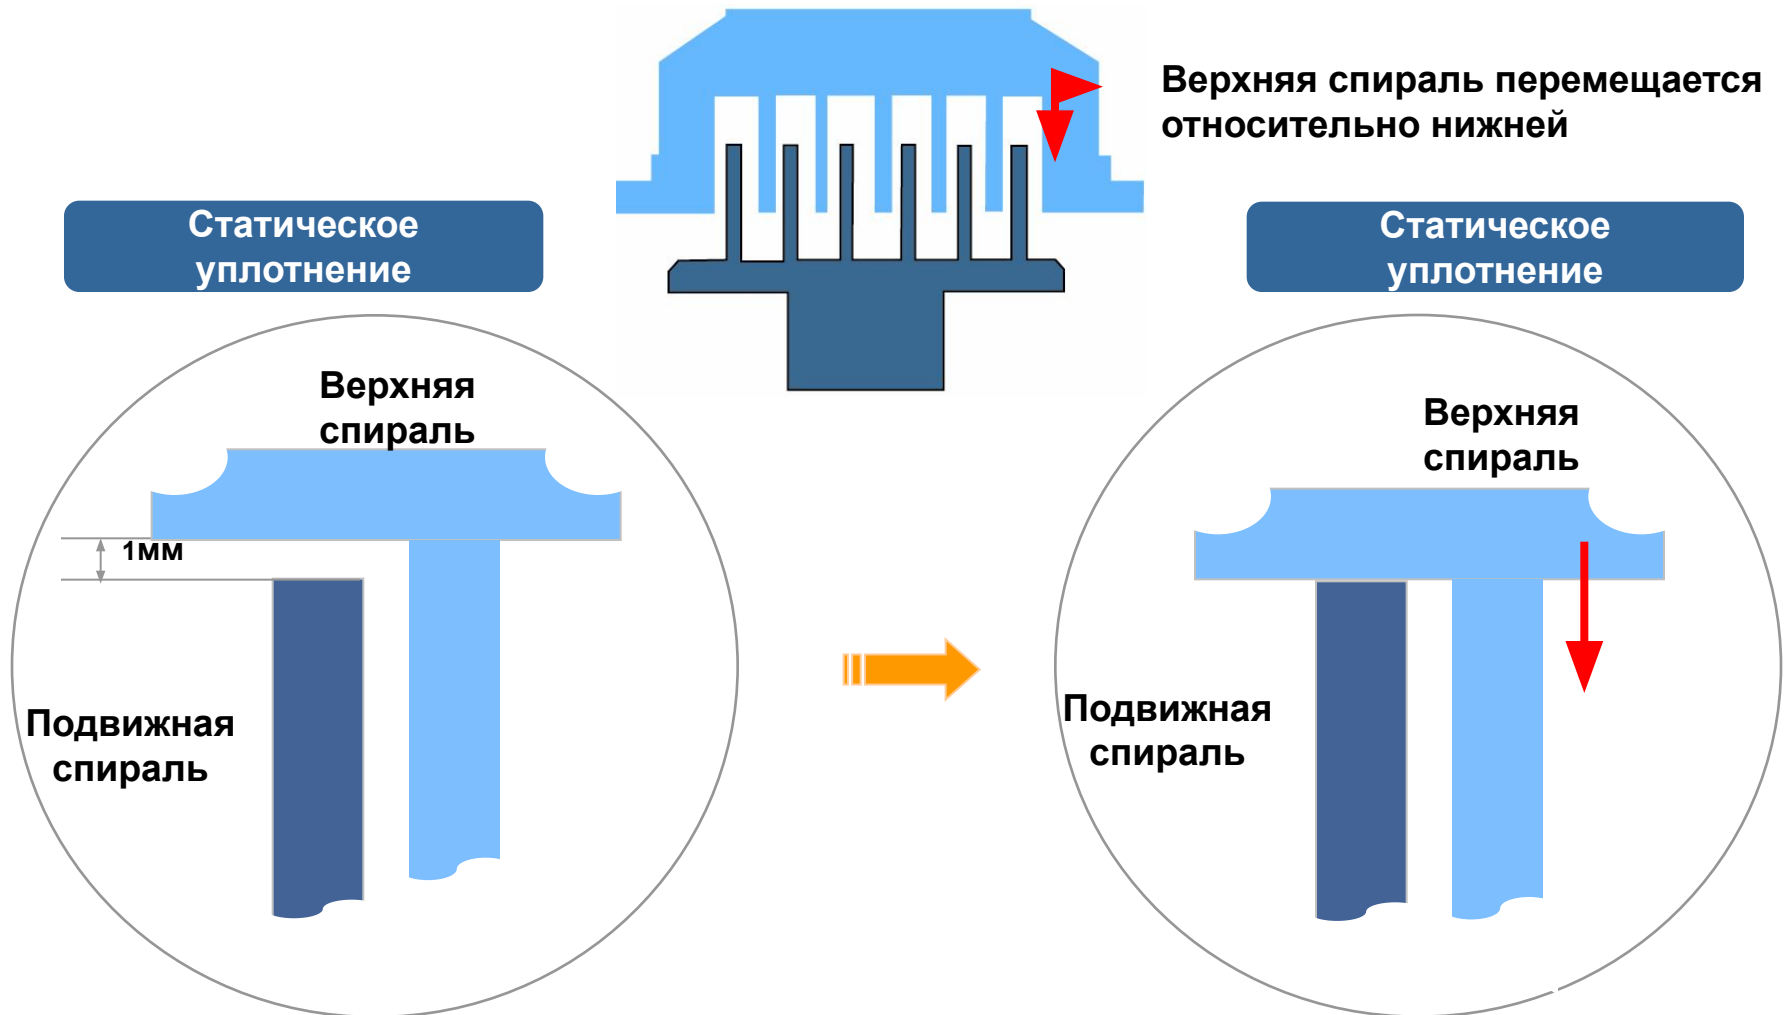 Верхняя спираль перемещается
относительно нижней
Статическое
уплотнение
Статическое
уплотнение
Верхняя
спираль
1мм
Подвижная
спираль
Верхняя
спираль
Подвижная
спираль